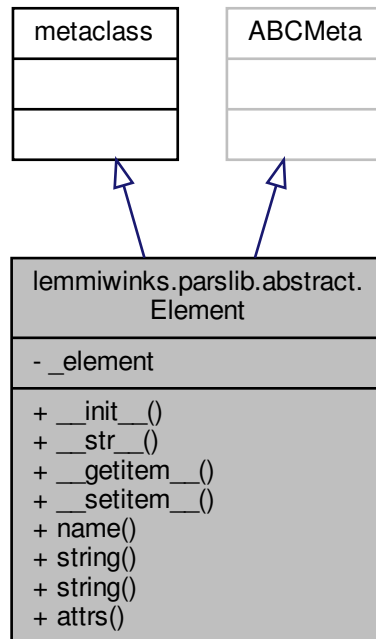 metaclass
ABCMeta
lemmiwinks.parslib.abstract.
Element
- _element
+ __init__()
+ __str__()
+ __getitem__()
+ __setitem__()
+ name()
+ string()
+ string()
+ attrs()